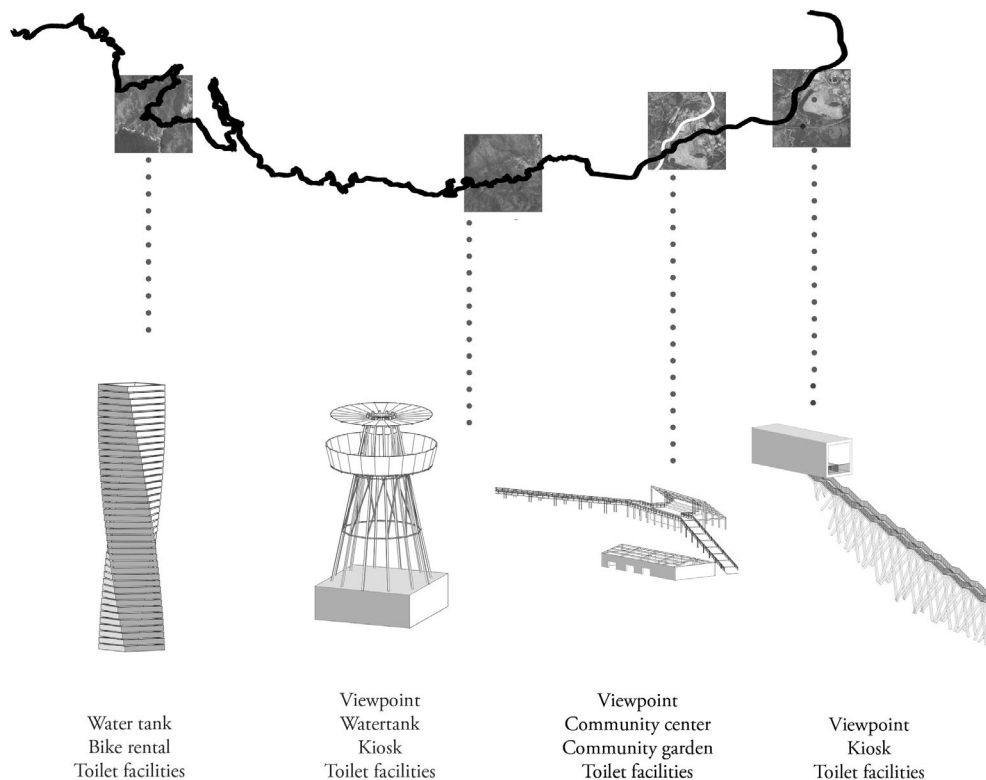 Water tank
Bike rental
Toilet facilities
Viewpoint
Watertank
Kiosk
Toilet facilities
Viewpoint
Community center
Community garden
Toilet facilities
Viewpoint
Kiosk
Toilet facilities